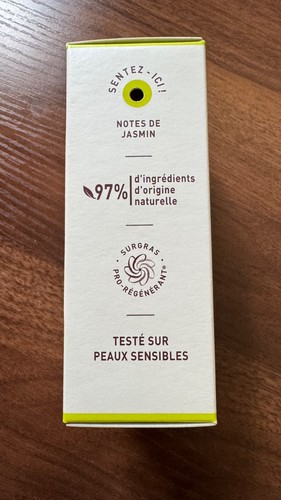 SENTEZ-ICI!
NOTES DE
JASMIN
97%
d'ingrédients
d'origine
naturelle
• SURGRAS •
PRO-RÉGÉNÉRANT®
TESTÉ SUR
PEAUX SENSIBLES